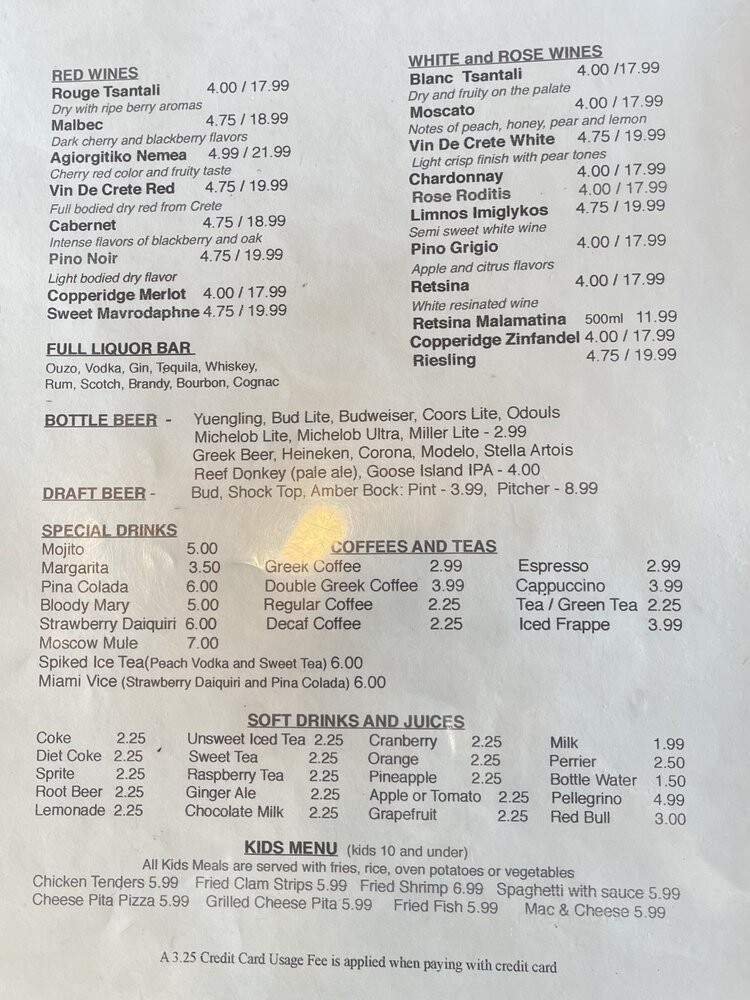 RED WINES
Rouge Tsantali 4.00 / 17.99
Dry with ripe berry aromas
Malbec 4.75 / 18.99
Dark cherry and blackberry flavors
Agiorgitiko Nemea 4.99 / 21.99
Cherry red color and fruity taste
Vin De Crete Red 4.75 / 19.99
Full bodied dry red from Crete
Cabernet 4.75 / 18.99
Intense flavors of blackberry and oak
Pino Noir 4.75 / 19.99
Light bodied dry flavor
Copperidge Merlot 4.00 / 17.99
Sweet Mavrodaphne 4.75 / 19.99
WHITE and ROSE WINES
Blanc Tsantali 4.00 /17.99
Dry and fruity on the palate
Moscato 4.00 / 17.99
Notes of peach, honey, pear and lemon
Vin De Crete White 4.75 / 19.99
Light crisp finish with pear tones
Chardonnay 4.00 / 17.99
Rose Roditis 4.00 / 17.99
Limnos Imiglykos 4.75 / 19.99
Semi sweet white wine
Pino Grigio 4.00 / 17.99
Apple and citrus flavors
Retsina 4.00 / 17.99
White resinated wine
Retsina Malamatina 500ml 11.99
Copperidge Zinfandel 4.00 / 17.99
Riesling 4.75 / 19.99
FULL LIQUOR BAR
Ouzo, Vodka, Gin, Tequila, Whiskey,
Rum, Scotch, Brandy, Bourbon, Cognac
BOTTLE BEER - Yuengling, Bud Lite, Budweiser, Coors Lite, Odouls
Michelob Lite, Michelob Ultra, Miller Lite - 2.99
Greek Beer, Heineken, Corona, Modelo, Stella Artois
Reef Donkey (pale ale), Goose Island IPA - 4.00
DRAFT BEER - Bud, Shock Top, Amber Bock: Pint - 3.99, Pitcher - 8.99
SPECIAL DRINKS
Mojito 5.00
Margarita 3.50
Pina Colada 6.00
Bloody Mary 5.00
Strawberry Daiquiri 6.00
Moscow Mule 7.00
Spiked Ice Tea(Peach Vodka and Sweet Tea) 6.00
Miami Vice (Strawberry Daiquiri and Pina Colada) 6.00
COFFEES AND TEAS
Greek Coffee 2.99 Espresso 2.99
Double Greek Coffee 3.99 Cappuccino 3.99
Regular Coffee 2.25 Tea / Green Tea 2.25
Decaf Coffee 2.25 Iced Frappe 3.99
SOFT DRINKS AND JUICES
Coke 2.25 Unsweet Iced Tea 2.25 Cranberry 2.25 Milk 1.99
Diet Coke 2.25 Sweet Tea 2.25 Orange 2.25 Perrier 2.50
Sprite 2.25 Raspberry Tea 2.25 Pineapple 2.25 Bottle Water 1.50
Root Beer 2.25 Ginger Ale 2.25 Apple or Tomato 2.25 Pellegrino 4.99
Lemonade 2.25 Chocolate Milk 2.25 Grapefruit 2.25 Red Bull 3.00
KIDS MENU (kids 10 and under)
All Kids Meals are served with fries, rice, oven potatoes or vegetables
Chicken Tenders 5.99 Fried Clam Strips 5.99 Fried Shrimp 6.99 Spaghetti with sauce 5.99
Cheese Pita Pizza 5.99 Grilled Cheese Pita 5.99 Fried Fish 5.99 Mac & Cheese 5.99
A 3.25 Credit Card Usage Fee is applied when paying with credit card